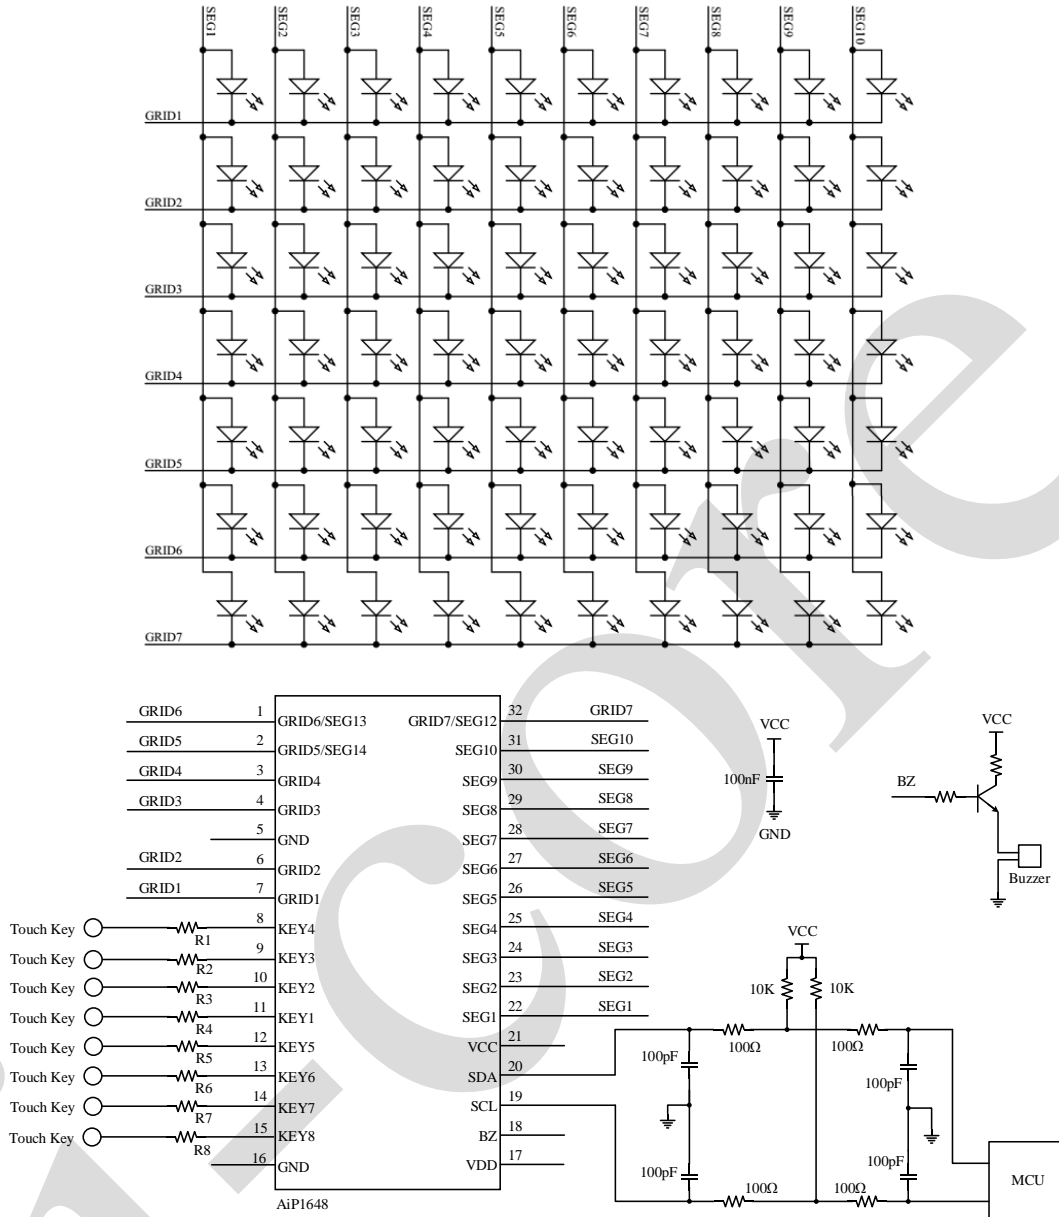 SEG1 SEG2 SEG3 SEG4 SEG5 SEG6 SEG7 SEG8 SEG9 SEG10
GRID1
GRID2
GRID3
GRID4
GRID5
GRID6
GRID7
GRID6 1 GRID6/SEG13 GRID7/SEG12 32 GRID7
GRID5 2 GRID5/SEG14 SEG10 31 SEG10
GRID4 3 GRID4 SEG9 30 SEG9
GRID3 4 GRID3 SEG8 29 SEG8
5 GND SEG7 28 SEG7
GRID2 6 GRID2 SEG6 27 SEG6
GRID1 7 GRID1 SEG5 26 SEG5
Touch Key R1 8 KEY4 SEG4 25 SEG4
Touch Key R2 9 KEY3 SEG3 24 SEG3
Touch Key R3 10 KEY2 SEG2 23 SEG2
Touch Key R4 11 KEY1 SEG1 22 SEG1
Touch Key R5 12 KEY5 VCC 21
Touch Key R6 13 KEY6 SDA 20
Touch Key R7 14 KEY7 SCL 19
Touch Key R8 15 KEY8 BZ 18
16 GND VDD 17
AiP1648
VCC
100nF
GND
VCC
BZ
Buzzer
VCC
10K 10K
100Ω 100Ω
100pF 100pF
100pF 100pF
100Ω 100Ω
MCU
i-core